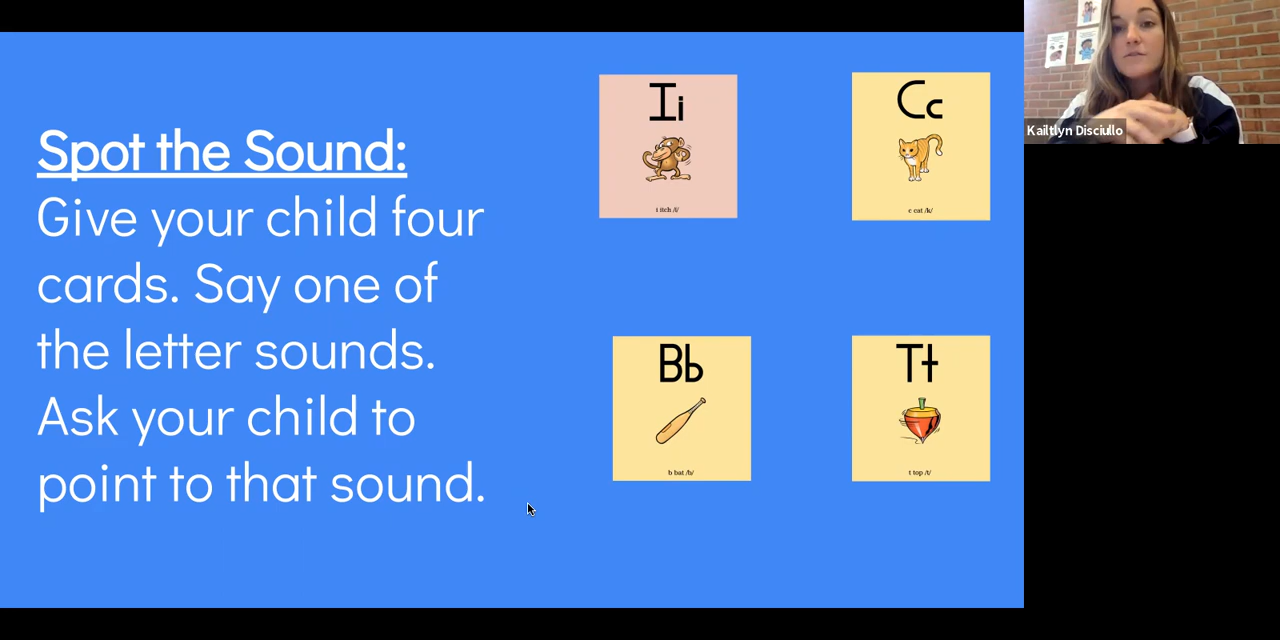 Spot the Sound:
Give your child four
cards. Say one of
the letter sounds.
Ask your child to
point to that sound.
Ii
i itch /ĭ/
Cc
c cat /k/
Bb
b bat /b/
Tt
t top /t/
Kailtlyn Disciullo